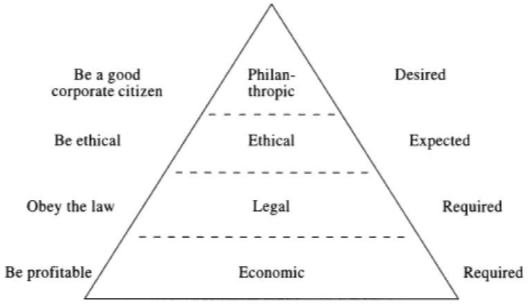 Be a good
corporate citizen
Philan-
thropic
Desired
Be ethical
Ethical
Expected
Obey the law
Legal
Required
Be profitable
Economic
Required